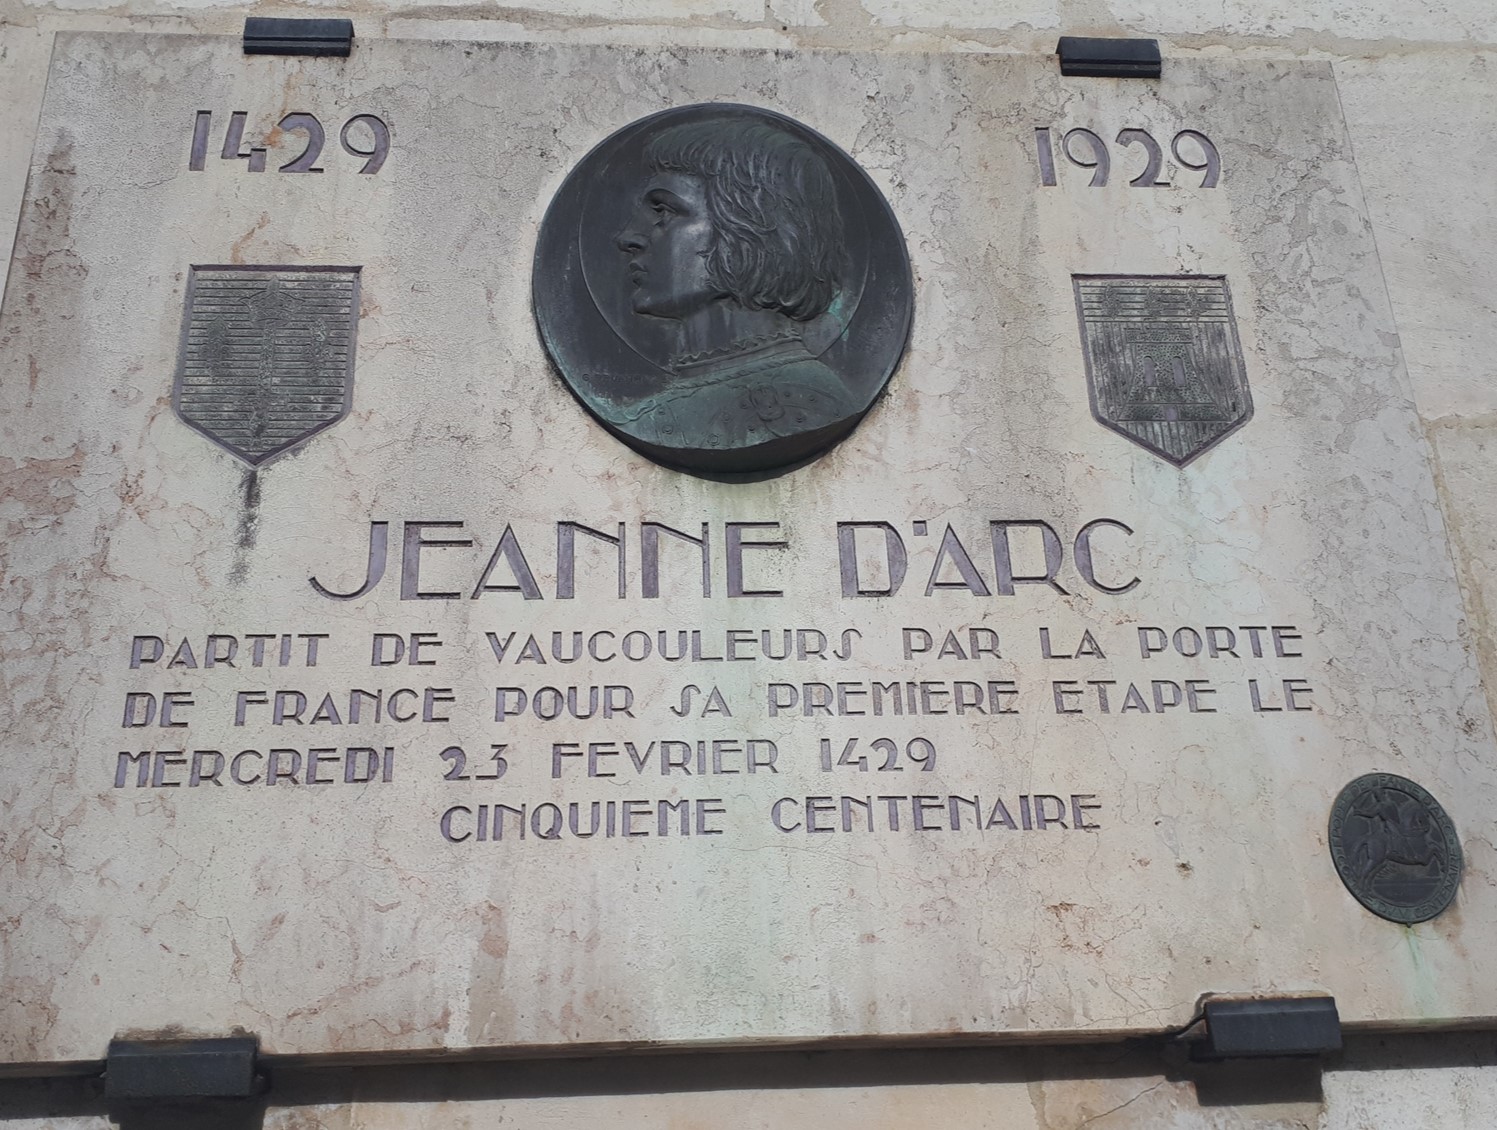 1429 1929
JEANNE D'ARC
PARTIT DE VAUCOULEURS PAR LA PORTE
DE FRANCE POUR SA PREMIERE ETAPE LE
MERCREDI 23 FEVRIER 1429
CINQUIEME CENTENAIRE